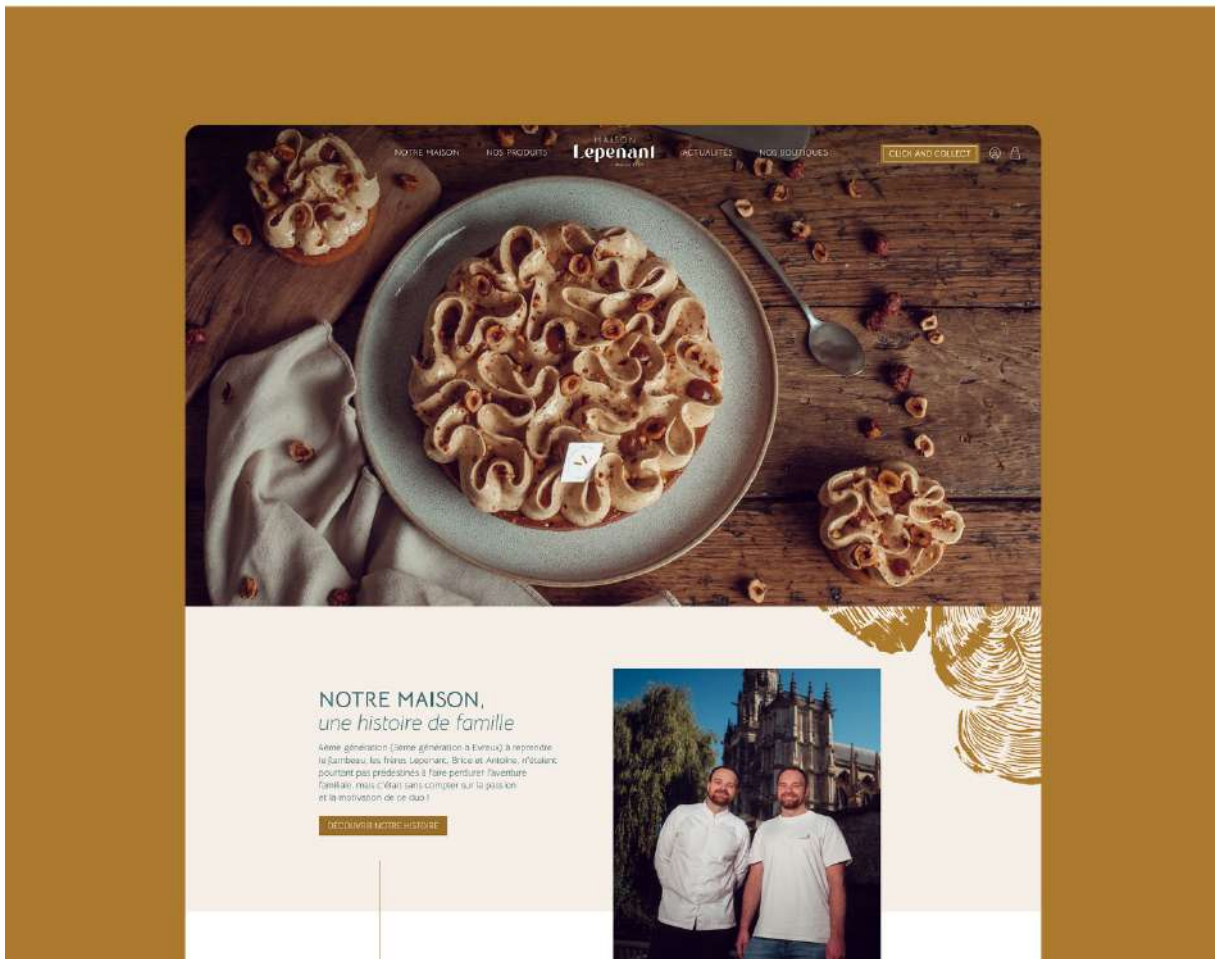 NOTRE MAISON
NOS PRODUITS
MAISON
Lepenant
ACTUALITÉS
NOS BOUTIQUES
CLICK AND COLLECT
NOTRE MAISON,
une histoire de famille
4ème génération (3ème génération à Evreux) à reprendre
le flambeau, les frères Lepenant, Brice et Antoine, n'étaient
pourtant pas prédestinés à faire perdurer l'aventure
familiale, mais c'était sans compter sur la passion
et la motivation de ce duo !
DÉCOUVRIR NOTRE HISTOIRE